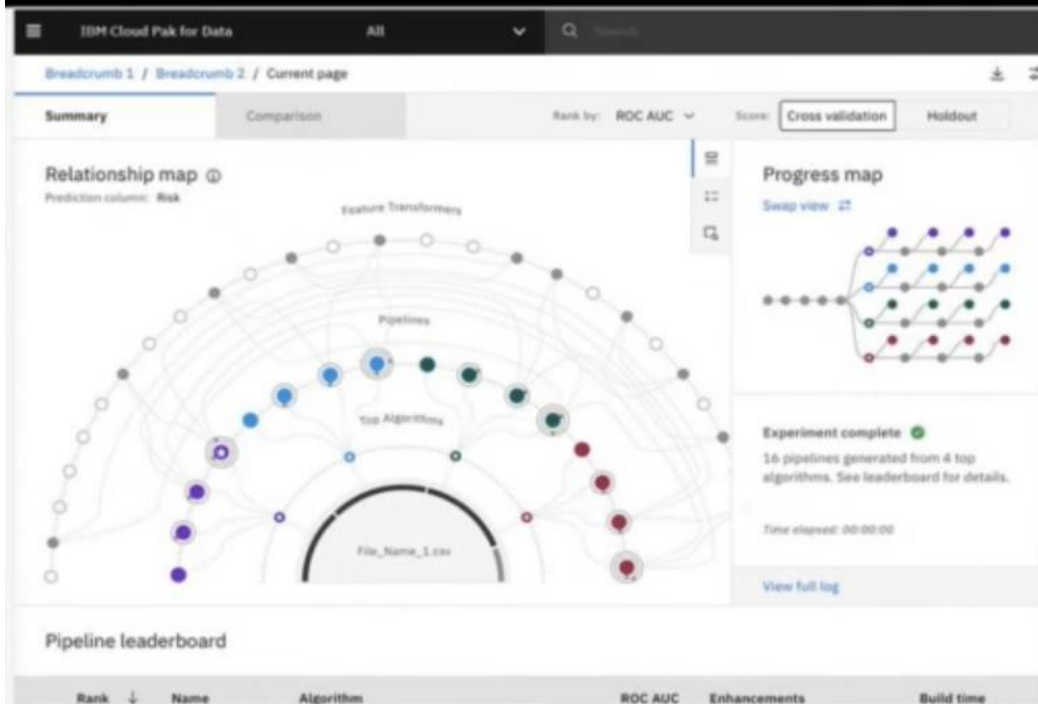 IBM Cloud Pak for Data All Search
Breadcrumb 1 / Breadcrumb 2 / Current page
Summary Comparison Rank by: ROC AUC Score: Cross validation Holdout
Relationship map
Prediction column: Risk
Feature Transformers
Pipelines
Top Algorithms
File_Name_1.csv
Progress map
Swap view
Experiment complete
16 pipelines generated from 4 top
algorithms. See leaderboard for details.
Time elapsed: 00:00:00
View full log
Pipeline leaderboard
Rank Name Algorithm ROC AUC Enhancements Build time